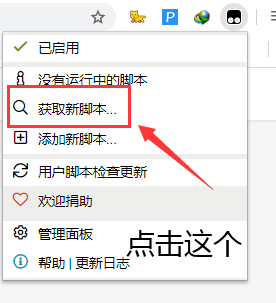 已启用
没有运行中的脚本
获取新脚本...
添加新脚本...
用户脚本检查更新
欢迎捐助
管理面板
点击这个
帮助 | 更新日志